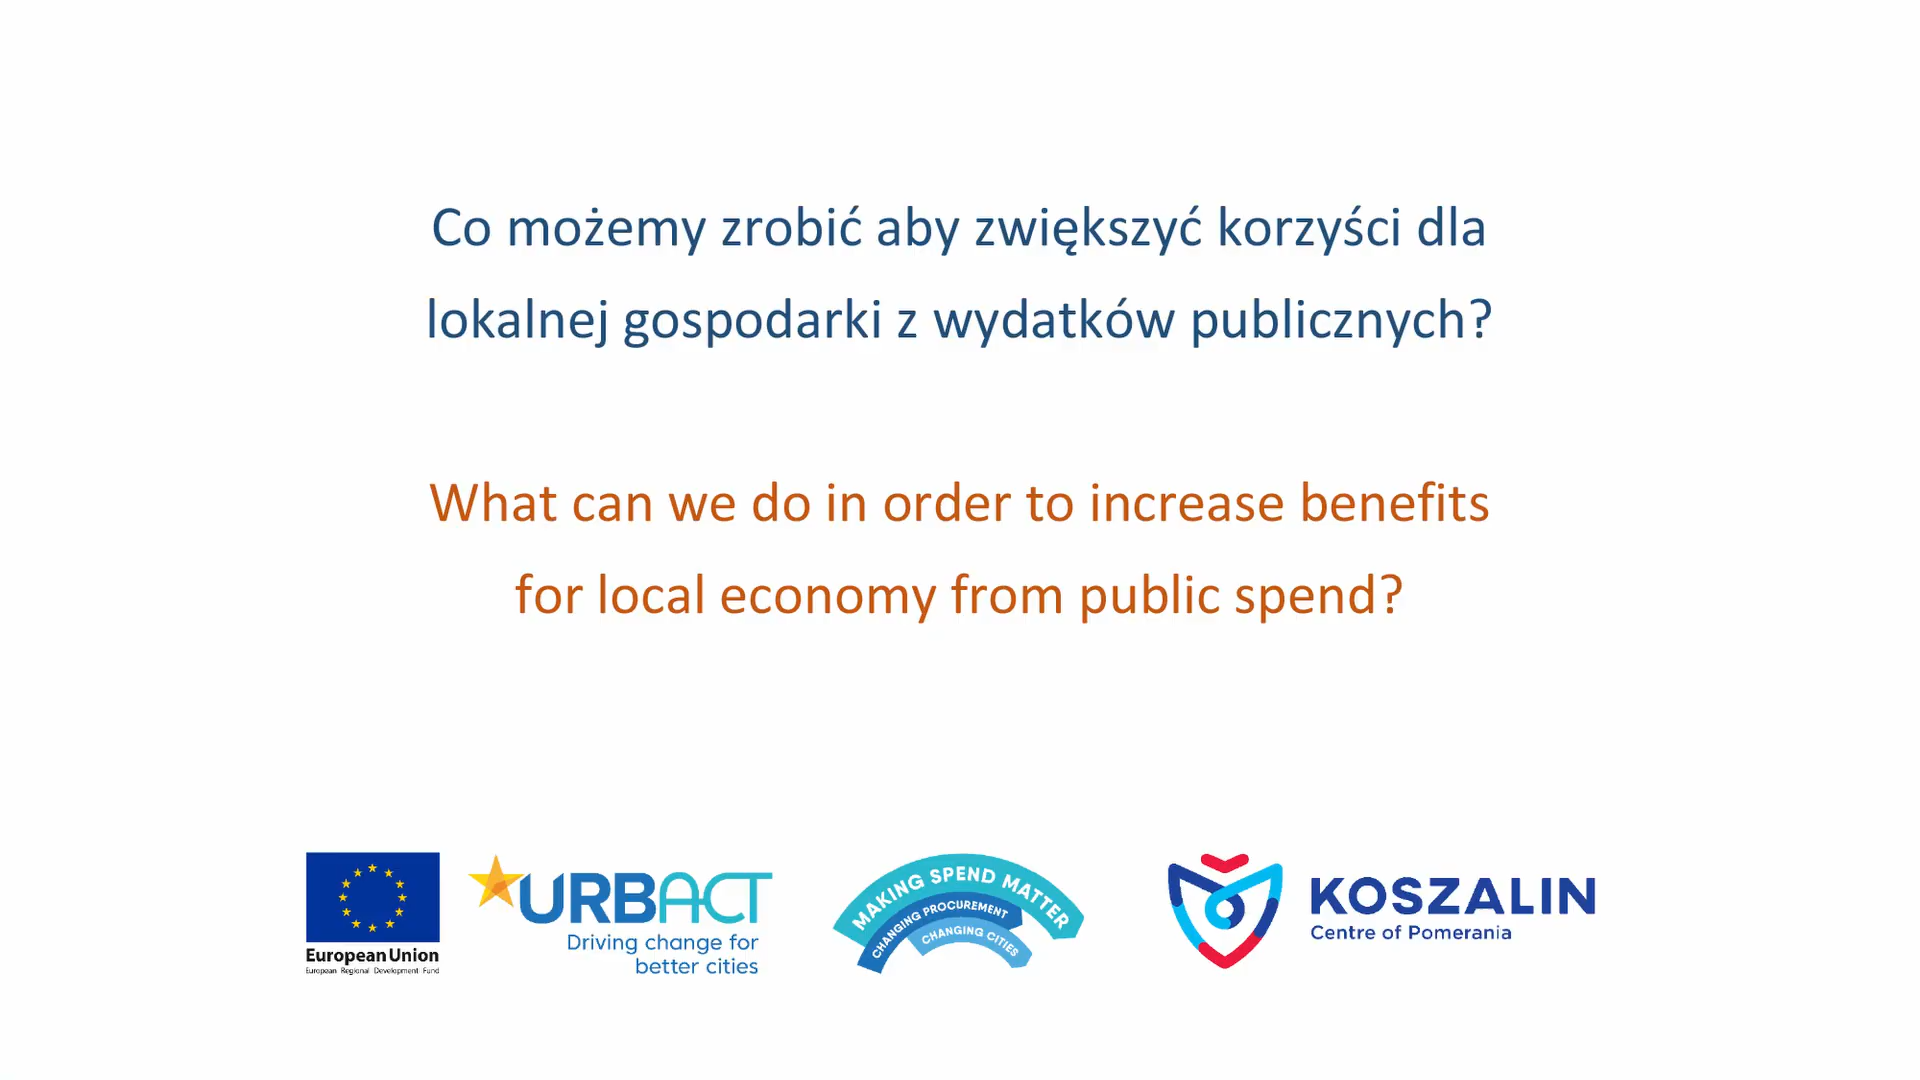 Co możemy zrobić aby zwiększyć korzyści dla
lokalnej gospodarki z wydatków publicznych?
What can we do in order to increase benefits
for local economy from public spend?
European Union
European Regional Development Fund
URBACT
Driving change for
better cities
MAKING SPEND MATTER
CHANGING PROCUREMENT
CHANGING CITIES
KOSZALIN
Centre of Pomerania